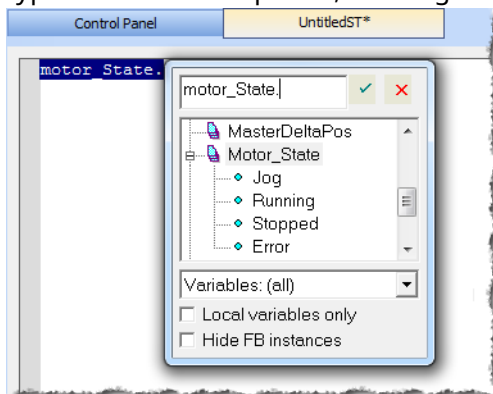 Control Panel UntitledST*
motor_State.
motor_State.
MasterDeltaPos
Motor_State
Jog
Running
Stopped
Error
Variables: (all)
Local variables only
Hide FB instances